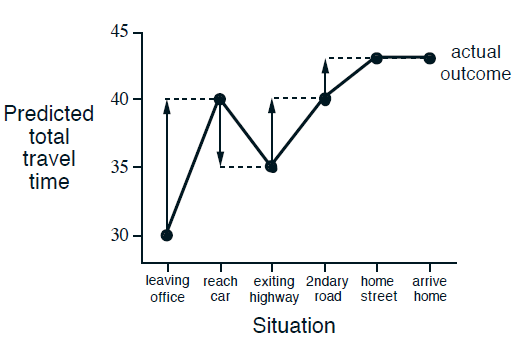 45
40
35
30
Predicted
total
travel
time
actual
outcome
leaving
office
reach
car
exiting
highway
2ndary
road
home
street
arrive
home
Situation